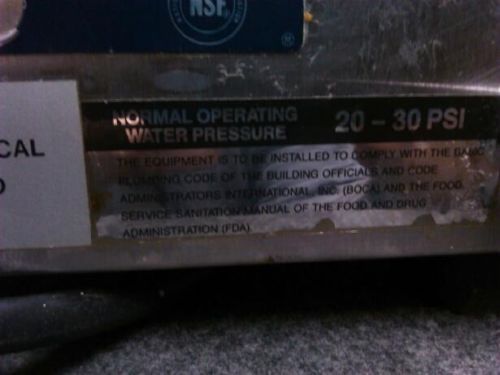 NSF
®
CAL
NORMAL OPERATING
WATER PRESSURE
20 – 30 PSI
THE EQUIPMENT IS TO BE INSTALLED TO COMPLY WITH THE BASIC
PLUMBING CODE OF THE BUILDING OFFICIALS AND CODE
ADMINISTRATORS INTERNATIONAL, INC. (BOCA) AND THE FOOD
SERVICE SANITATION MANUAL OF THE FOOD AND DRUG
ADMINISTRATION (FDA).